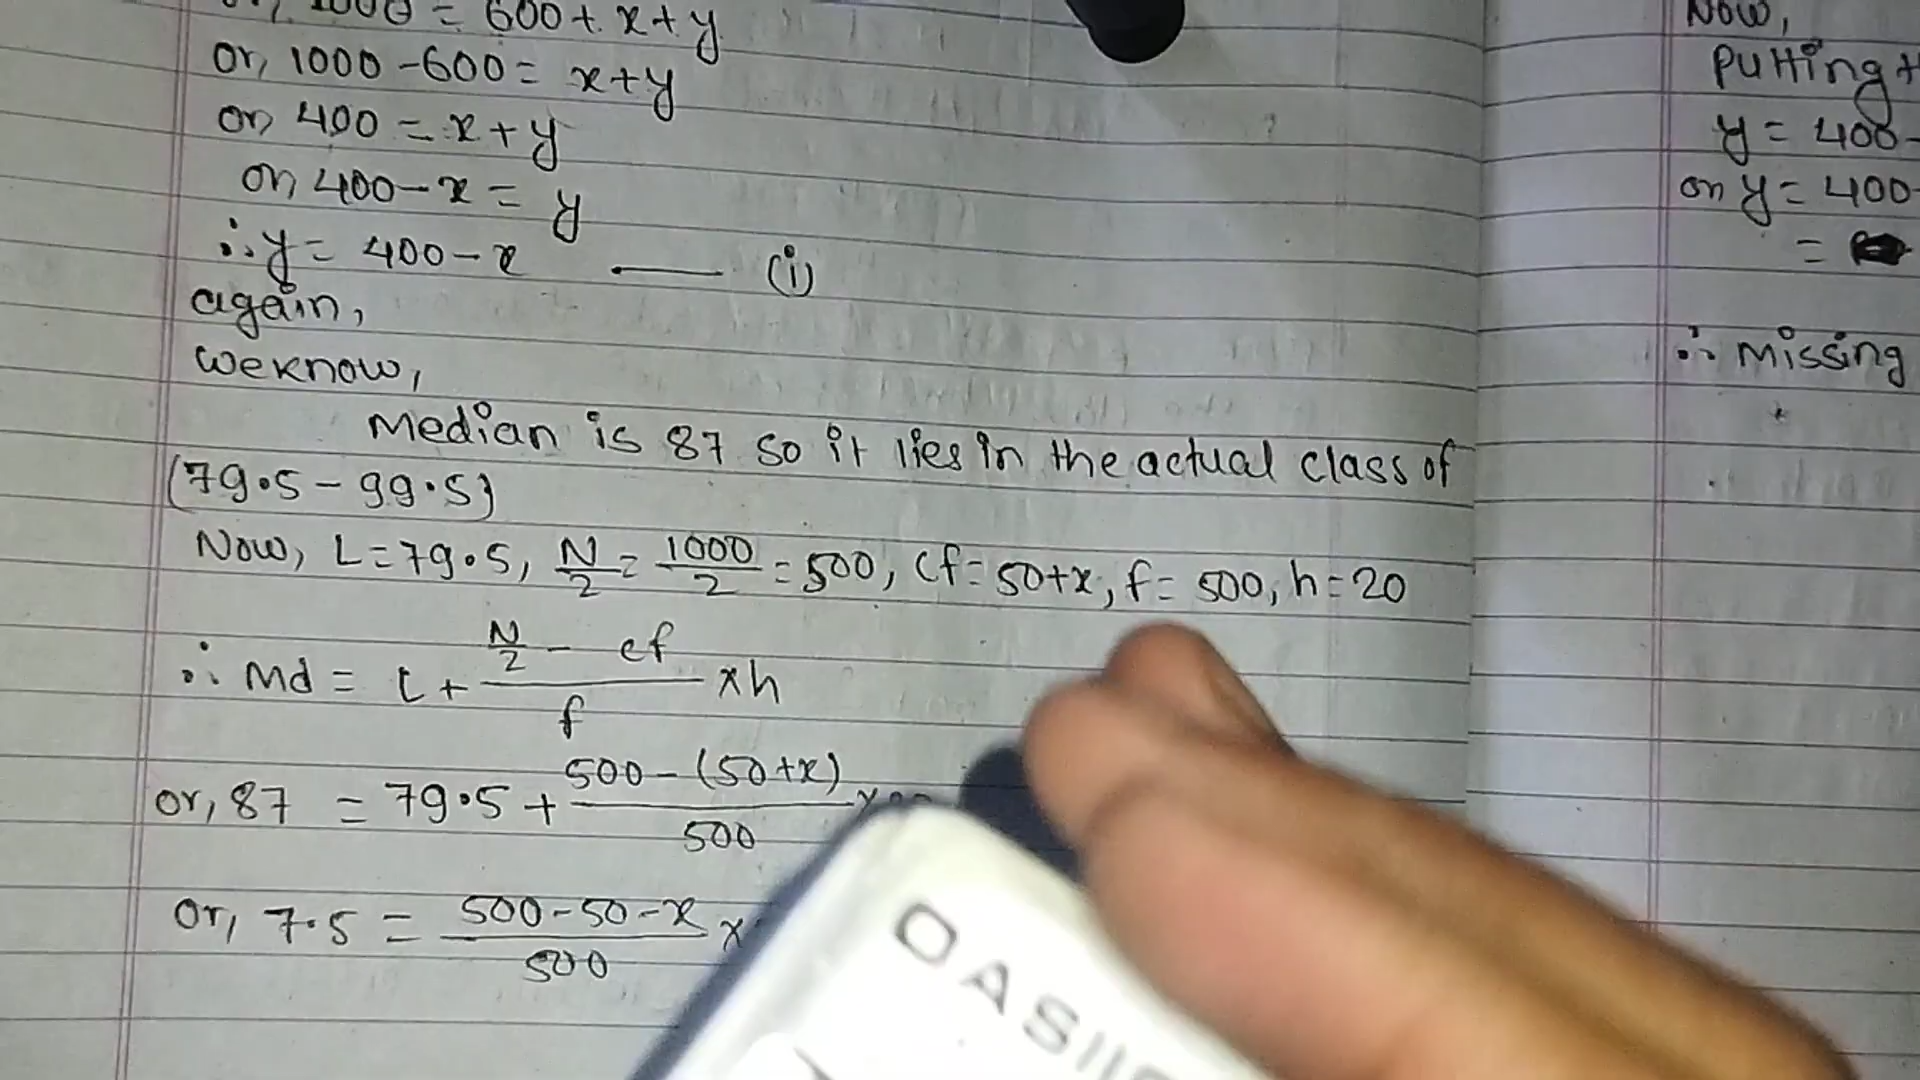 1000 = 600 + x + y
or, 1000 - 600 = x + y
or, 400 = x + y
or, 400 - x = y
∴ y = 400 - x —— (i)
again,
we know,
Median is 87 so it lies in the actual class of
(79.5 - 99.5)
Now, L = 79.5, N/2 = 1000/2 = 500, cf = 50+x, f = 500, h = 20
∴ Md = L + (N/2 - cf)/f × h
or, 87 = 79.5 + (500 - (50+x))/500 ×
or, 7.5 = (500 - 50 - x)/500 ×
Now,
Putting
y = 400 -
or y = 400 -
=
∴ Missing
OASII